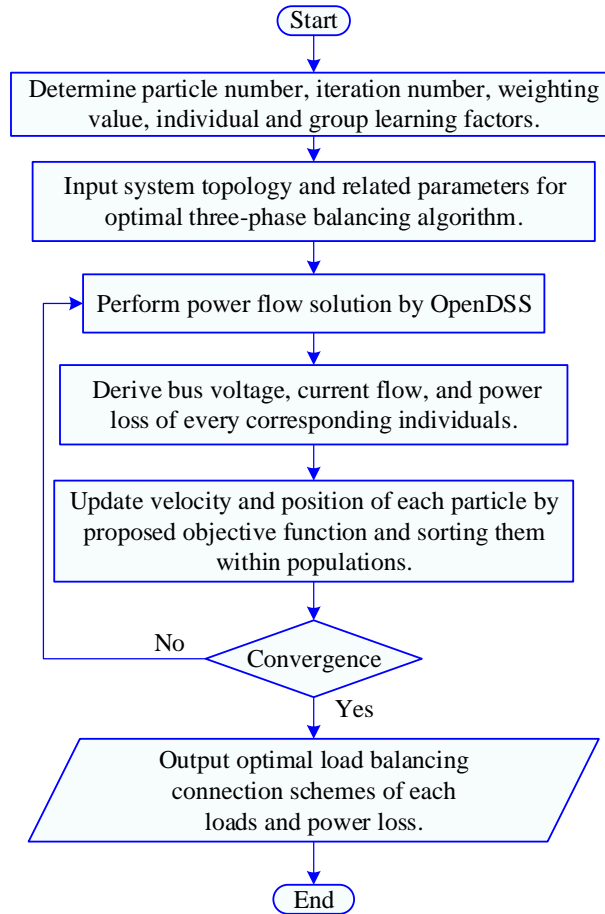 Start
Determine particle number, iteration number, weighting
value, individual and group learning factors.
Input system topology and related parameters for
optimal three-phase balancing algorithm.
Perform power flow solution by OpenDSS
Derive bus voltage, current flow, and power
loss of every corresponding individuals.
Update velocity and position of each particle by
proposed objective function and sorting them
within populations.
No
Convergence
Yes
Output optimal load balancing
connection schemes of each
loads and power loss.
End